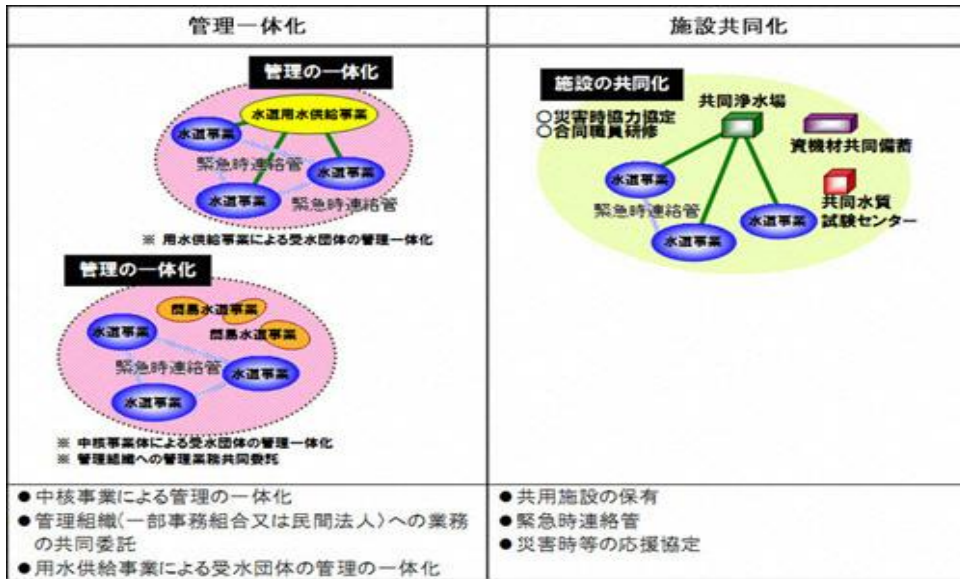 管理一体化
施設共同化
管理の一体化
水道用水供給事業
水道事業
緊急時連絡管
水道事業
水道事業
緊急時連絡管
※ 用水供給事業による受水団体の管理一体化
管理の一体化
簡易水道事業
水道事業
簡易水道事業
緊急時連絡管
水道事業
水道事業
※ 中核事業体による受水団体の管理一体化
※ 管理組織への管理業務共同委託
施設の共同化
共同浄水場
○災害時協力協定
○合同職員研修
資機材共同備蓄
水道事業
共同水質
試験センター
緊急時連絡管
水道事業
水道事業
●中核事業による管理の一体化
●管理組織(一部事務組合又は民間法人)への業務
の共同委託
●用水供給事業による受水団体の管理の一体化
●共用施設の保有
●緊急時連絡管
●災害時等の応援協定